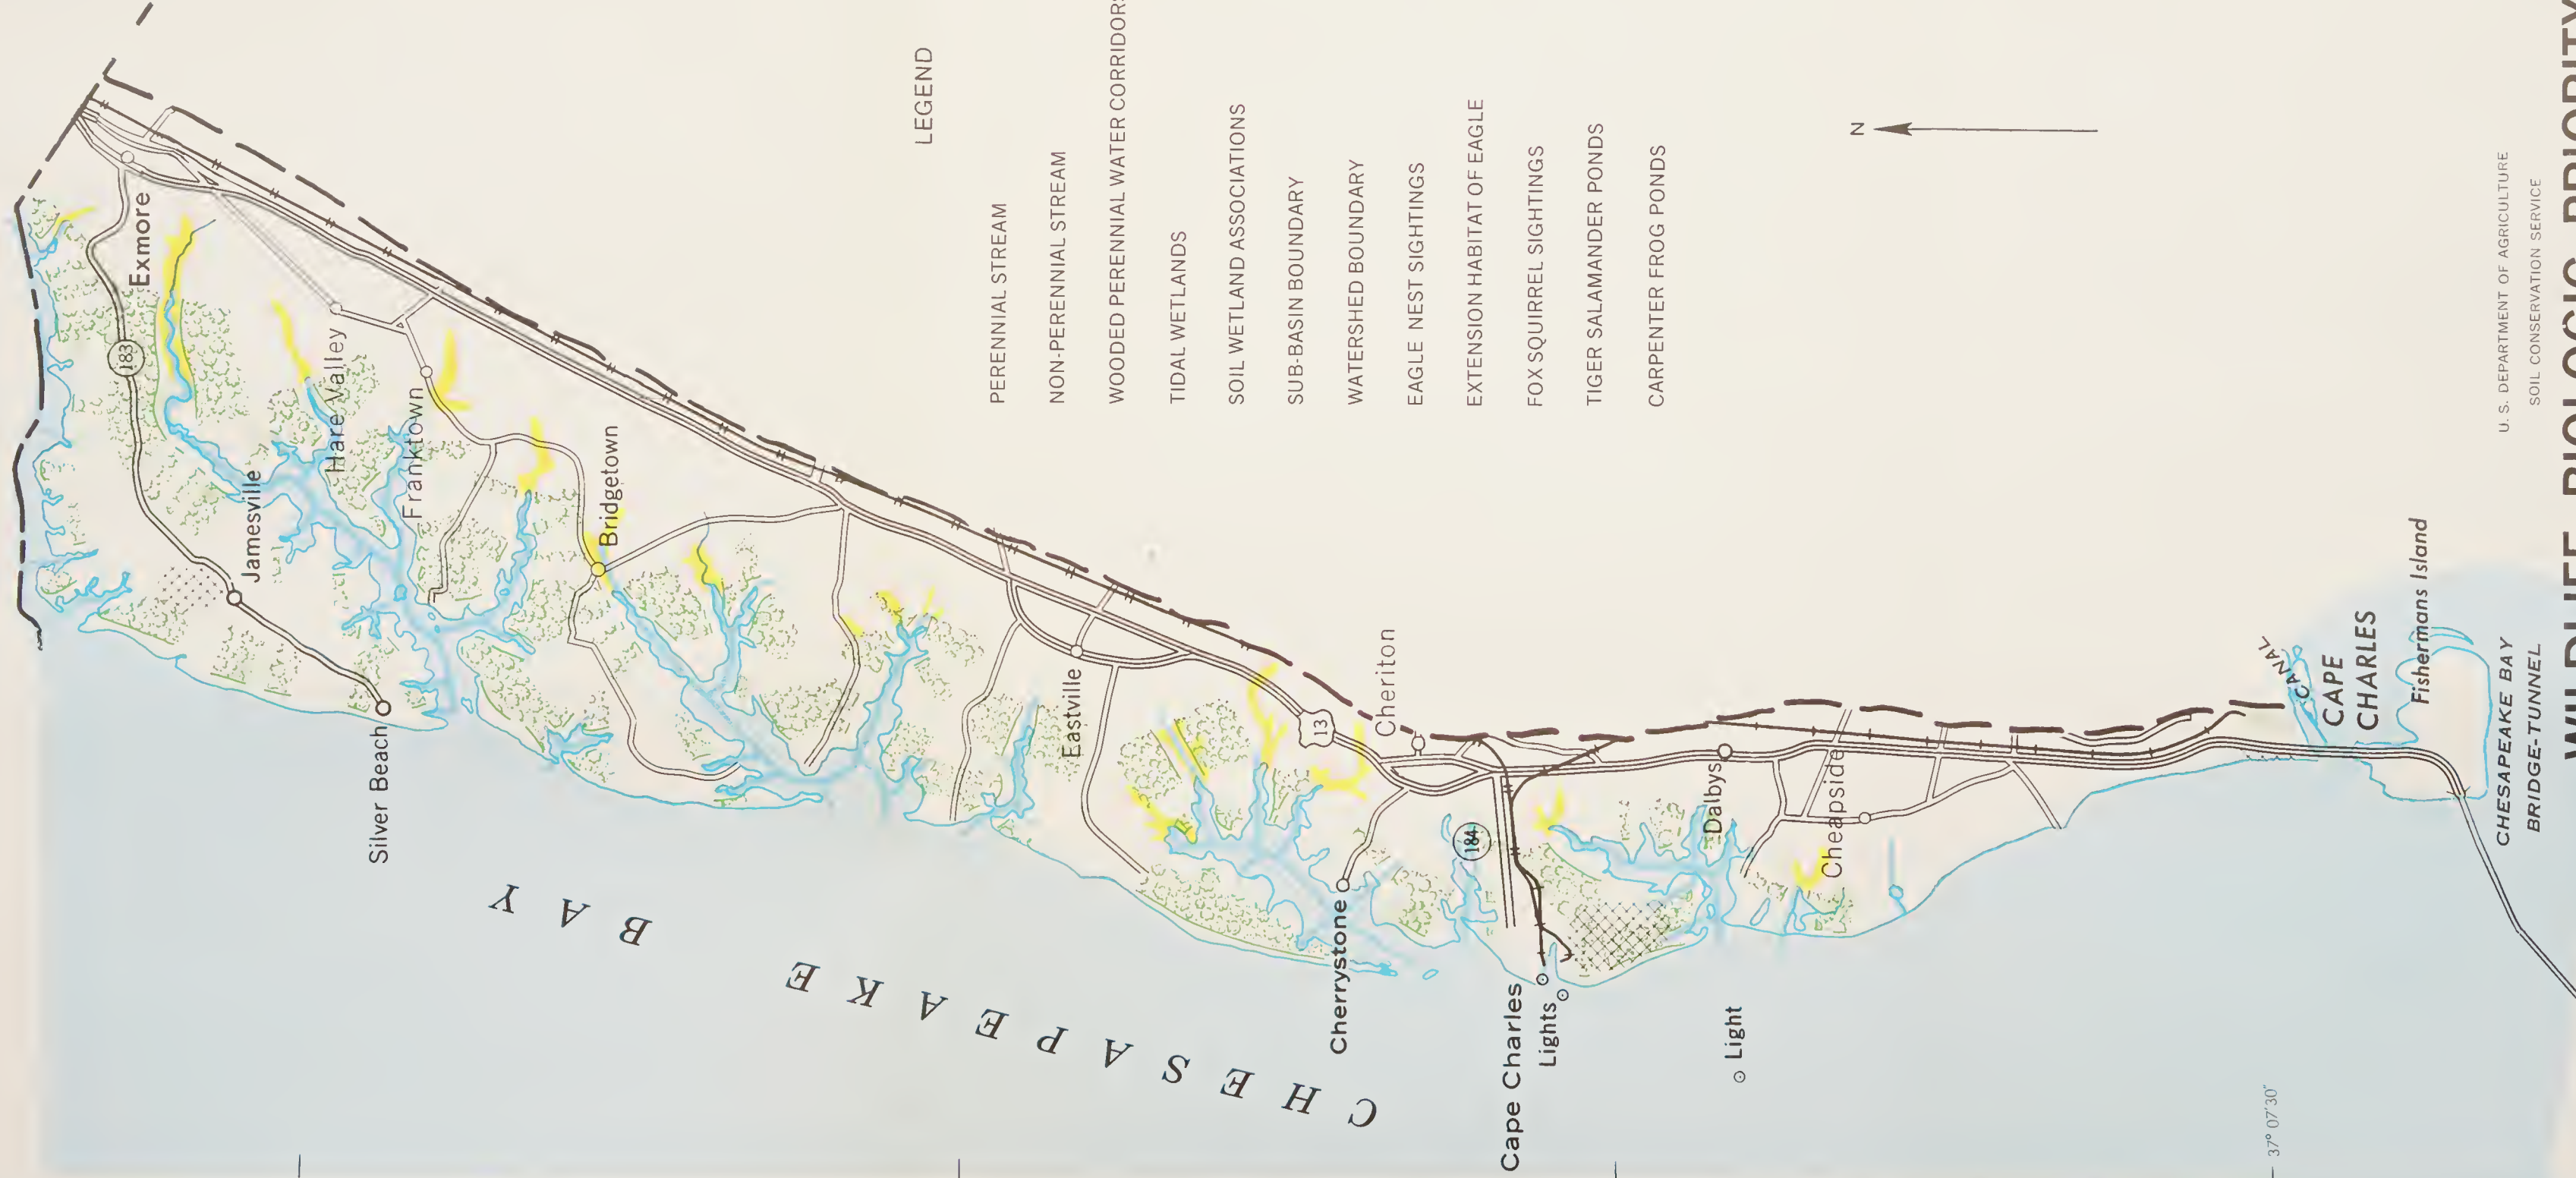 LEGEND
PERENNIAL STREAM
NON-PERENNIAL STREAM
WOODED PERENNIAL WATER CORRIDORS
TIDAL WETLANDS
SOIL WETLAND ASSOCIATIONS
SUB-BASIN BOUNDARY
WATERSHED BOUNDARY
EAGLE NEST SIGHTINGS
EXTENSION HABITAT OF EAGLE
FOX SQUIRREL SIGHTINGS
TIGER SALAMANDER PONDS
CARPENTER FROG PONDS
N
Exmore
183
Hare Valley
Franktown
Jamesville
Bridgetown
Silver Beach
Eastville
13
Cheriton
Cherrystone
184
Cape Charles
Lights
Light
Dalbys
Cheapside
CANAL
CAPE
CHARLES
Fishermans Island
CHESAPEAKE BAY
BRIDGE-TUNNEL
CHESAPEAKE BAY
37° 07'30"
U. S. DEPARTMENT OF AGRICULTURE
SOIL CONSERVATION SERVICE
WILDLIFE BIOLOGIC PRIORITY